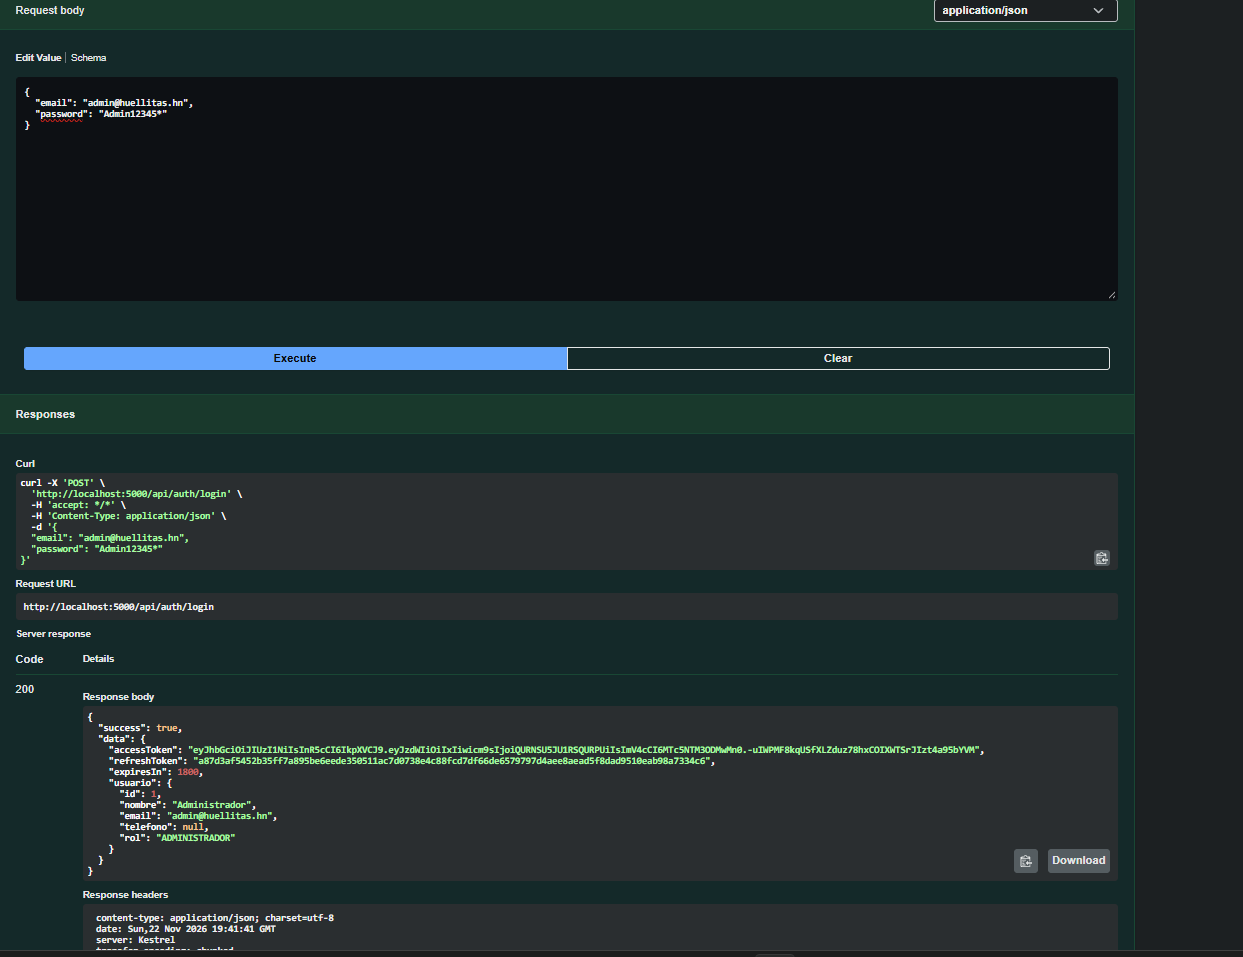 Request body
application/json
Edit Value | Schema
{
  "email": "admin@huellitas.hn",
  "password": "Admin12345*"
}
Execute
Clear
Responses
Curl
curl -X 'POST' \
  'http://localhost:5000/api/auth/login' \
  -H 'accept: */*' \
  -H 'Content-Type: application/json' \
  -d '{
  "email": "admin@huellitas.hn",
  "password": "Admin12345*"
}'
Request URL
http://localhost:5000/api/auth/login
Server response
Code Details
200
Response body
{
  "success": true,
  "data": {
    "accessToken": "eyJhbGciOiJIUzI1NiIsInR5cCI6IkpXVCJ9.eyJzdWIiOiIxIiwicm9sIjoiQURNSU5JU1RSQURPUiIsImV4cCI6MTc5NTM3ODMwMn0.-uIWPMF8kqUSfXLZduz78hxCOIXWTSrJIzt4a95bYVM",
    "refreshToken": "a87d3af5452b35ff7a895be6eede350511ac7d0738e4c88fcd7df66de6579797d4aee8aead5f8dad9510eab98a7334c6",
    "expiresIn": 1800,
    "usuario": {
      "id": 1,
      "nombre": "Administrador",
      "email": "admin@huellitas.hn",
      "telefono": null,
      "rol": "ADMINISTRADOR"
    }
  }
}
Download
Response headers
content-type: application/json; charset=utf-8
date: Sun,22 Nov 2026 19:41:41 GMT
server: Kestrel